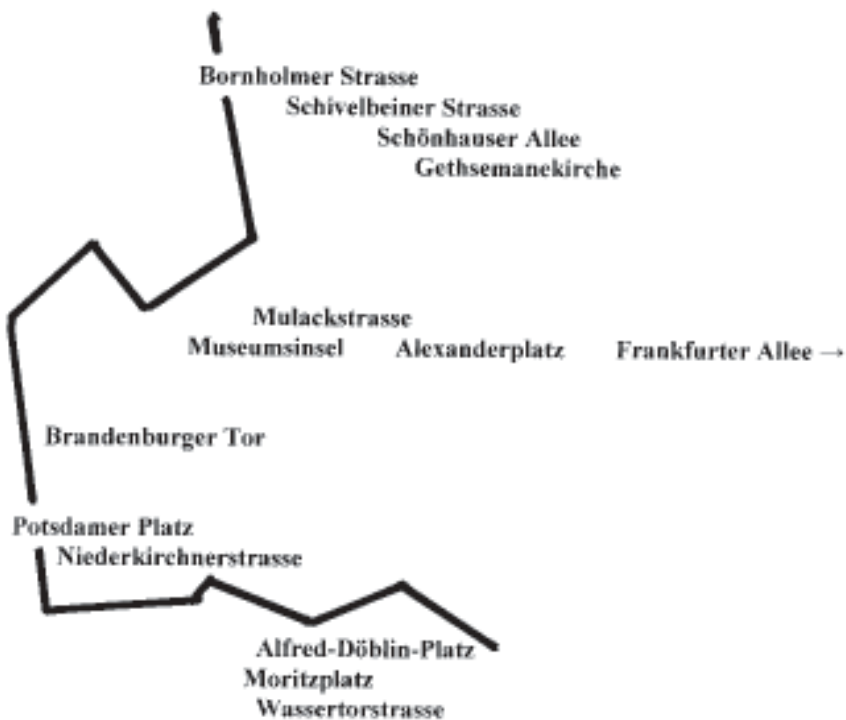 Bornholmer Strasse
Schivelbeiner Strasse
Schönhauser Allee
Gethsemanekirche
Mulackstrasse
Museumsinsel Alexanderplatz Frankfurter Allee →
Brandenburger Tor
Potsdamer Platz
Niederkirchnerstrasse
Alfred-Döblin-Platz
Moritzplatz
Wassertorstrasse